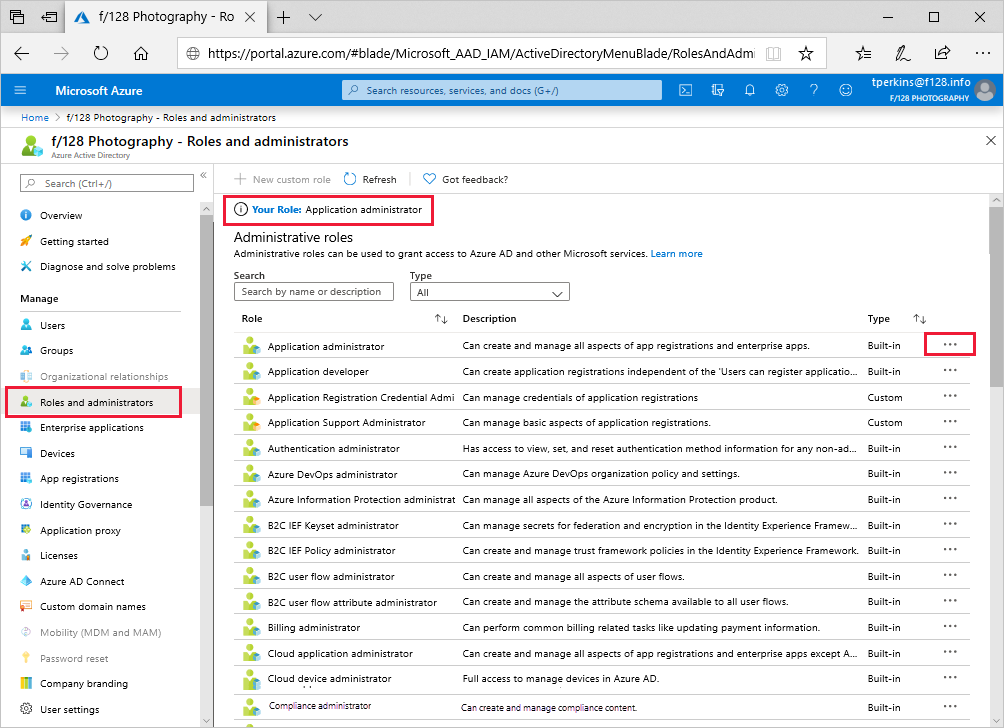 f/128 Photography - Ro
https://portal.azure.com/#blade/Microsoft_AAD_IAM/ActiveDirectoryMenuBlade/RolesAndAdmi
Microsoft Azure
Search resources, services, and docs (G+/)
tperkins@f128.info
F/128 PHOTOGRAPHY
Home > f/128 Photography - Roles and administrators
f/128 Photography - Roles and administrators
Azure Active Directory
Search (Ctrl+/)
Overview
Getting started
Diagnose and solve problems
Manage
Users
Groups
Organizational relationships
Roles and administrators
Enterprise applications
Devices
App registrations
Identity Governance
Application proxy
Licenses
Azure AD Connect
Custom domain names
Mobility (MDM and MAM)
Password reset
Company branding
User settings
New custom role Refresh Got feedback?
Your Role: Application administrator
Administrative roles
Administrative roles can be used to grant access to Azure AD and other Microsoft services. Learn more
Search Type
Search by name or description All
Role Description Type
Application administrator Can create and manage all aspects of app registrations and enterprise apps. Built-in ...
Application developer Can create application registrations independent of the 'Users can register applicatio... Built-in ...
Application Registration Credential Admi Can manage credentials of application registrations Custom ...
Application Support Administrator Can manage basic aspects of application registrations. Custom ...
Authentication administrator Has access to view, set, and reset authentication method information for any non-ad... Built-in ...
Azure DevOps administrator Can manage Azure DevOps organization policy and settings. Built-in ...
Azure Information Protection administrat Can manage all aspects of the Azure Information Protection product. Built-in ...
B2C IEF Keyset administrator Can manage secrets for federation and encryption in the Identity Experience Framew... Built-in ...
B2C IEF Policy administrator Can create and manage trust framework policies in the Identity Experience Framework. Built-in ...
B2C user flow administrator Can create and manage all aspects of user flows. Built-in ...
B2C user flow attribute administrator Can create and manage the attribute schema available to all user flows. Built-in ...
Billing administrator Can perform common billing related tasks like updating payment information. Built-in ...
Cloud application administrator Can create and manage all aspects of app registrations and enterprise apps except A... Built-in ...
Cloud device administrator Full access to manage devices in Azure AD. Built-in ...
Compliance administrator Can create and manage compliance content. Built-in ...